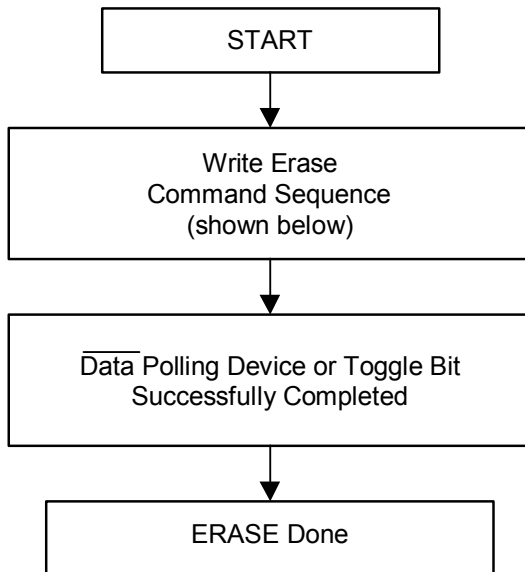 START
Write Erase
Command Sequence
(shown below)
Data Polling Device or Toggle Bit
Successfully Completed
ERASE Done